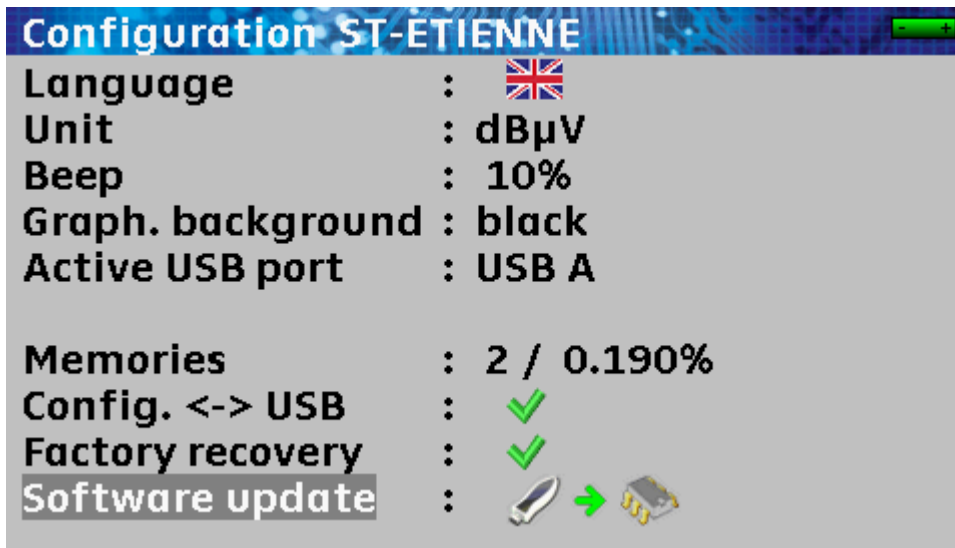 Configuration ST-ETIENNE
Language :
Unit : dBµV
Beep : 10%
Graph. background : black
Active USB port : USB A
Memories : 2 / 0.190%
Config. <-> USB :
Factory recovery :
Software update :